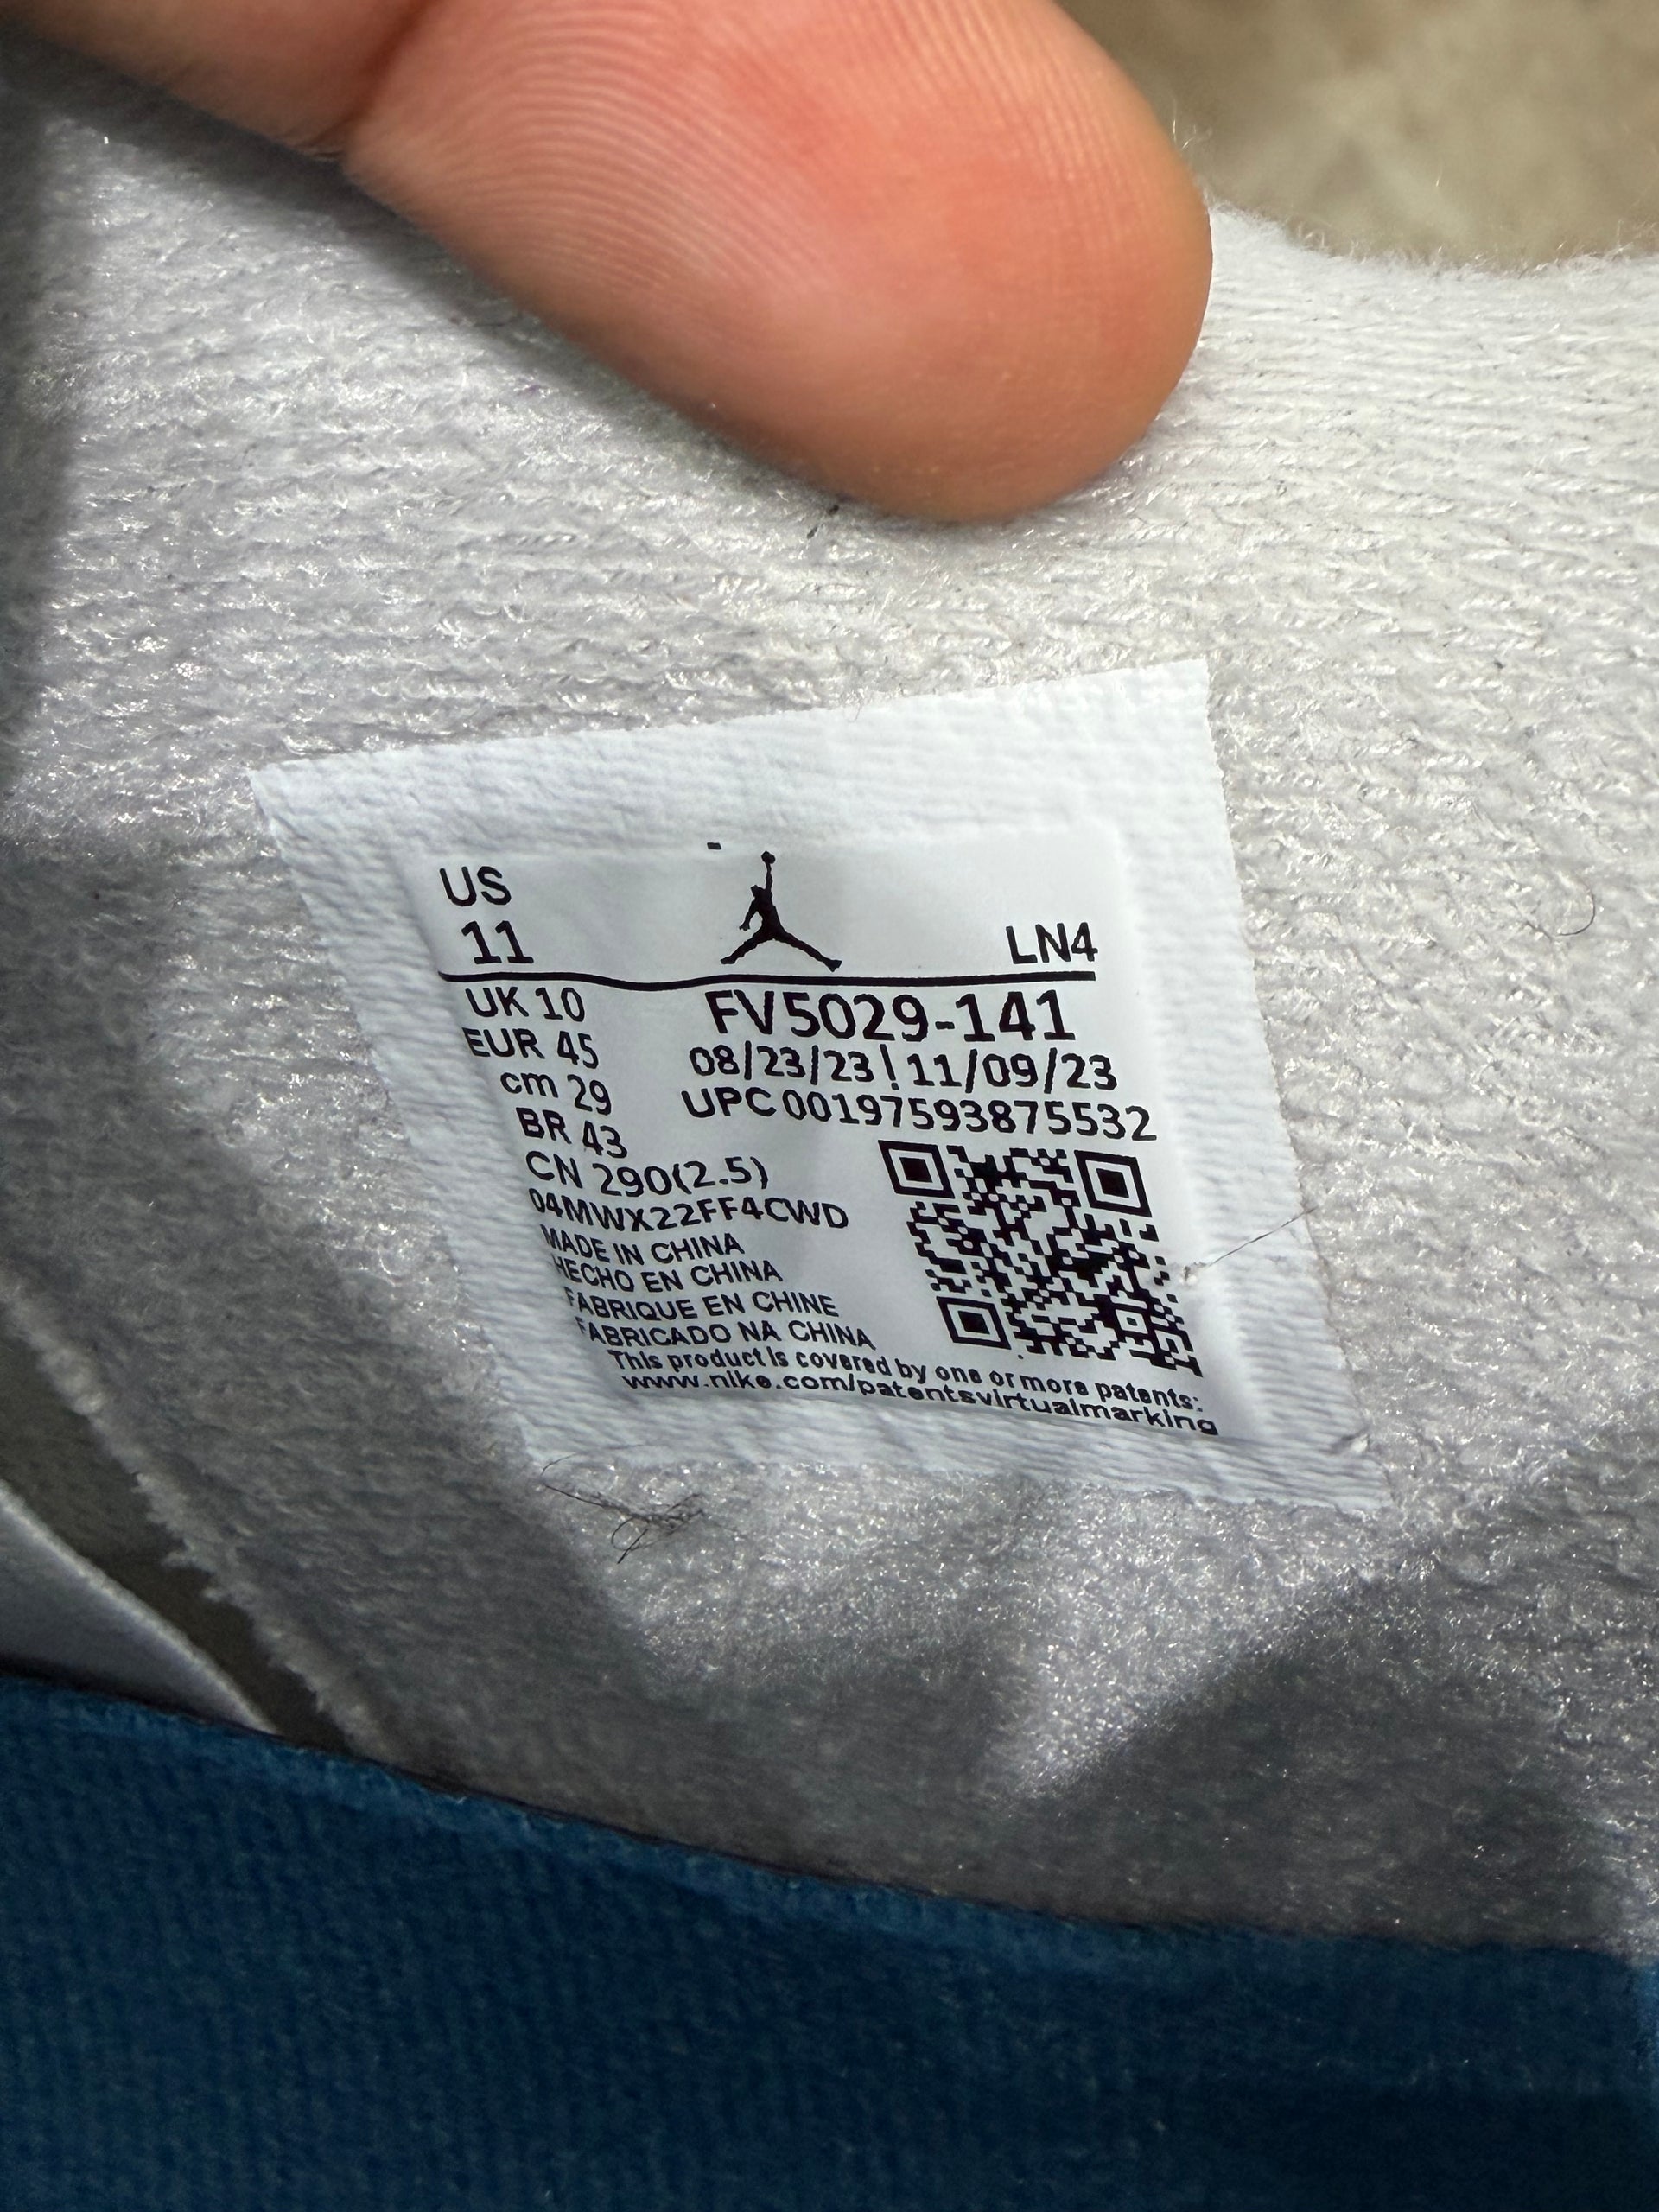 US
11
LN4
UK 10
FV5029-141
EUR 45
08/23/23 | 11/09/23
cm 29
UPC 00197593875532
BR 43
CN 290(2.5)
04MWX22FF4CWD
MADE IN CHINA
HECHO EN CHINA
FABRIQUE EN CHINE
FABRICADO NA CHINA
This product is covered by one or more patents:
www.nike.com/patentsvirtualmarking